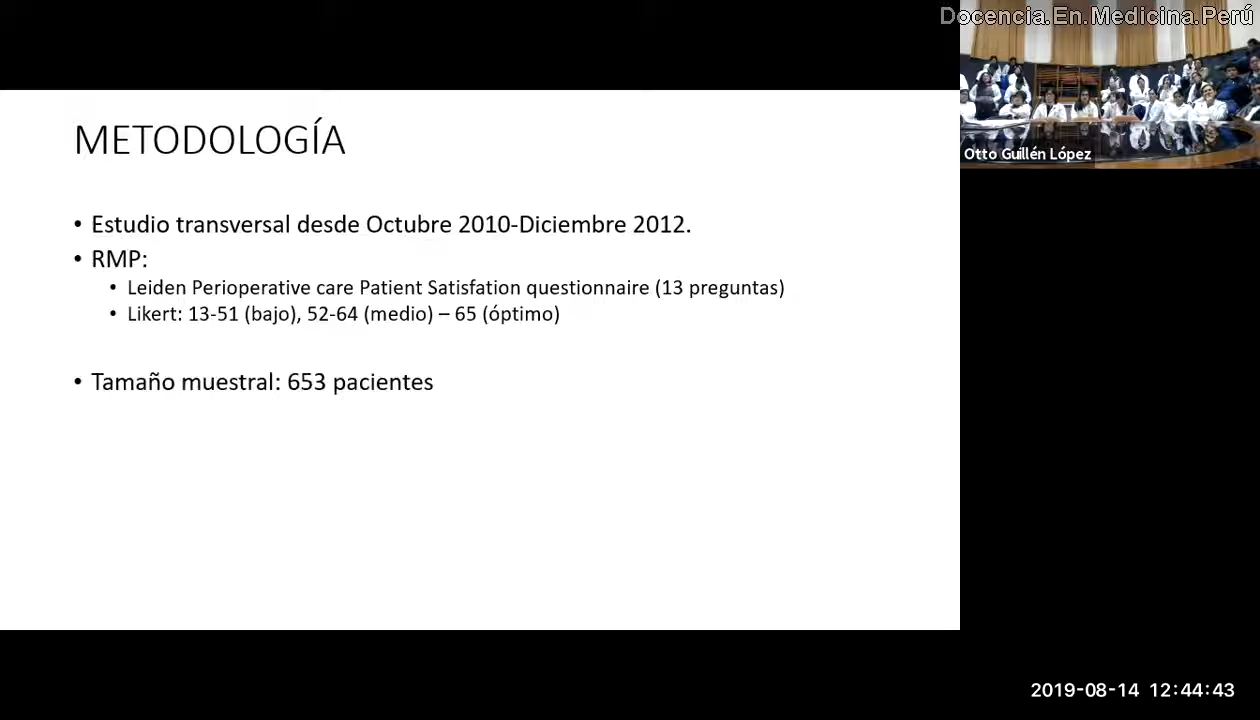 Docencia.En.Medicina.Perú
Otto Guillén López
METODOLOGÍA
• Estudio transversal desde Octubre 2010-Diciembre 2012.
• RMP:
• Leiden Perioperative care Patient Satisfation questionnaire (13 preguntas)
• Likert: 13-51 (bajo), 52-64 (medio) – 65 (óptimo)
• Tamaño muestral: 653 pacientes
2019-08-14 12:44:43